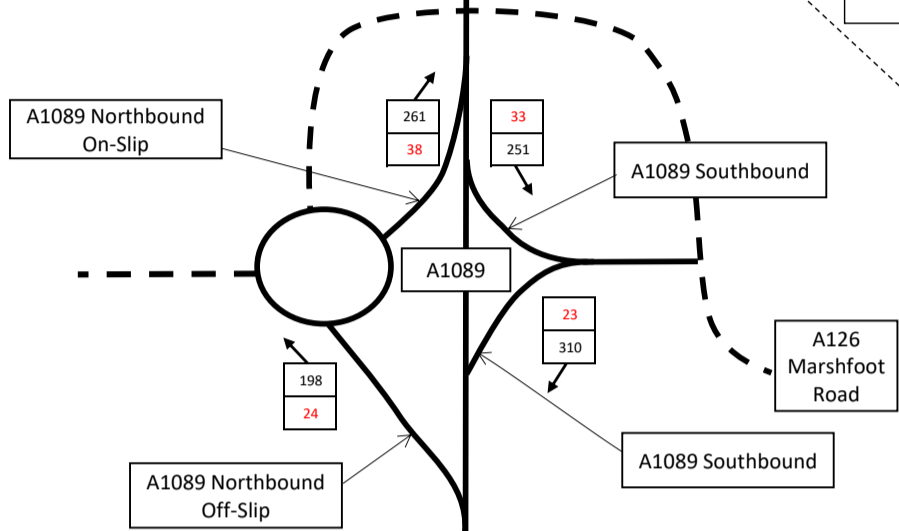 A1089 Northbound
On-Slip
261
38
33
251
A1089 Southbound
A1089
23
310
A126
Marshfoot
Road
198
24
A1089 Southbound
A1089 Northbound
Off-Slip